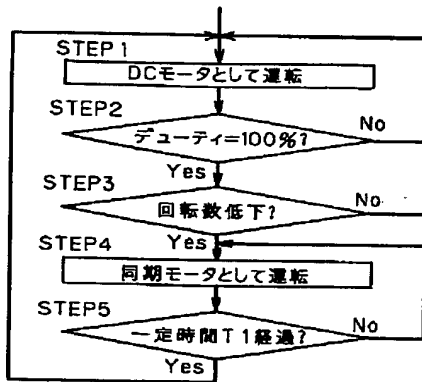 STEP1
DCモータとして運転
STEP2
デューティ=100%?
No
Yes
STEP3
回転数低下?
No
Yes
STEP4
同期モータとして運転
STEP5
一定時間T1経過?
No
Yes